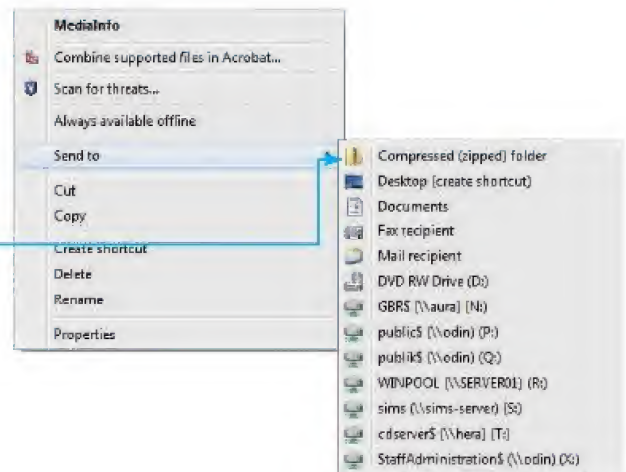 MediaInfo
Combine supported files in Acrobat...
Scan for threats...
Always available offline
Send to
Cut
Copy
Create shortcut
Delete
Rename
Properties
Compressed (zipped) folder
Desktop (create shortcut)
Documents
Fax recipient
Mail recipient
DVD RW Drive (D:)
GBRS (\\aura) (N:)
public$ (\\odin) (P:)
publik$ (\\odin) (Q:)
WINPOOL (\\SERVER01) (R:)
sims (\\sims-server) (S:)
cdserver$ (\\hera) (T:)
StaffAdministration$ (\\odin) (X:)